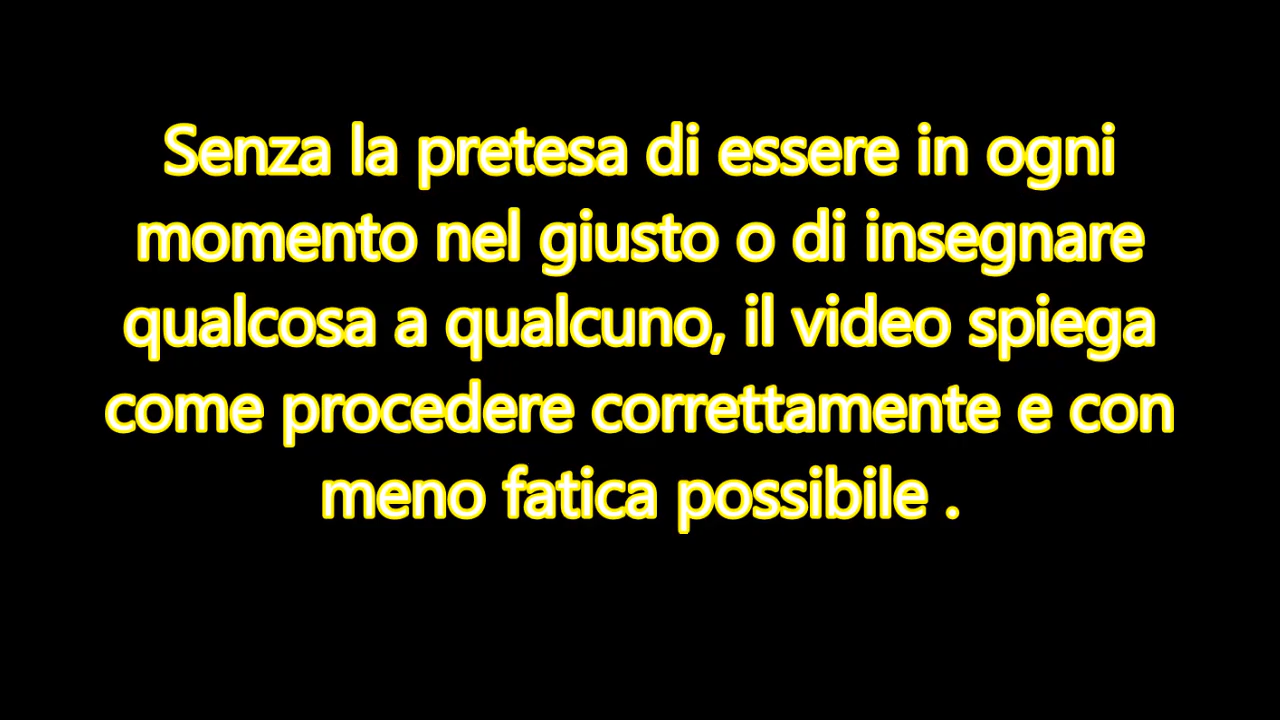 Senza la pretesa di essere in ogni
momento nel giusto o di insegnare
qualcosa a qualcuno, il video spiega
come procedere correttamente e con
meno fatica possibile .